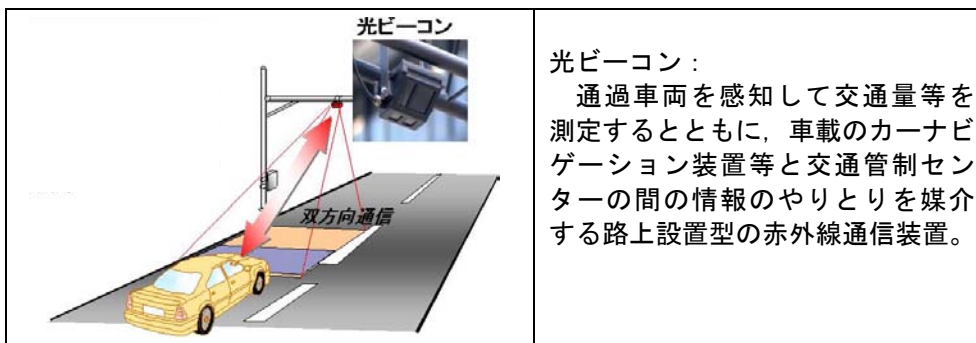 光ビーコン
双方向通信
光ビーコン：
通過車両を感知して交通量等を
測定するとともに，車載のカーナビ
ゲーション装置等と交通管制セン
ターの間の情報のやりとりを媒介
する路上設置型の赤外線通信装置。